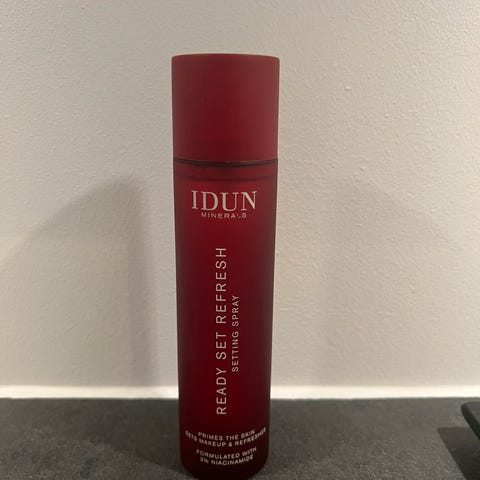 IDUN
MINERALS
READY SET REFRESH
SETTING SPRAY
PRIMES THE SKIN
SETS MAKEUP & REFRESHES
FORMULATED WITH
3% NIACINAMIDE